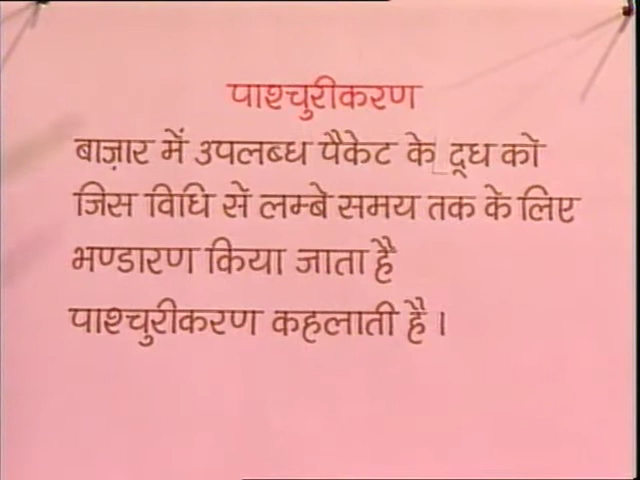 पाश्चुरीकरण
बाज़ार में उपलब्ध पैकेट के दूध को
जिस विधि से लम्बे समय तक के लिए
भण्डारण किया जाता है
पाश्चुरीकरण कहलाती है ।